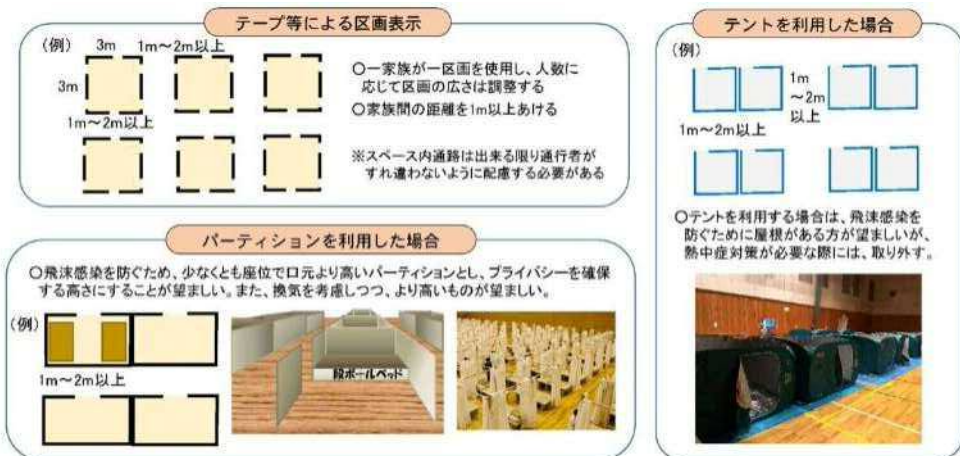 テープ等による区画表示
(例)
3m
1m～2m以上
3m
1m～2m以上
○一家族が一区画を使用し、人数に
応じて区画の広さは調整する
○家族間の距離を1m以上あける
※スペース内通路は出来る限り通行者が
すれ違わないように配慮する必要がある
パーティションを利用した場合
○飛沫感染を防ぐため、少なくとも座位で口元より高いパーティションとし、プライバシーを確保
する高さにすることが望ましい。また、換気を考慮しつつ、より高いものが望ましい。
(例)
1m～2m以上
段ボールベッド
テントを利用した場合
(例)
1m
～2m
以上
1m～2m以上
○テントを利用する場合は、飛沫感染を
防ぐために屋根がある方が望ましいが、
熱中症対策が必要な際には、取り外す。